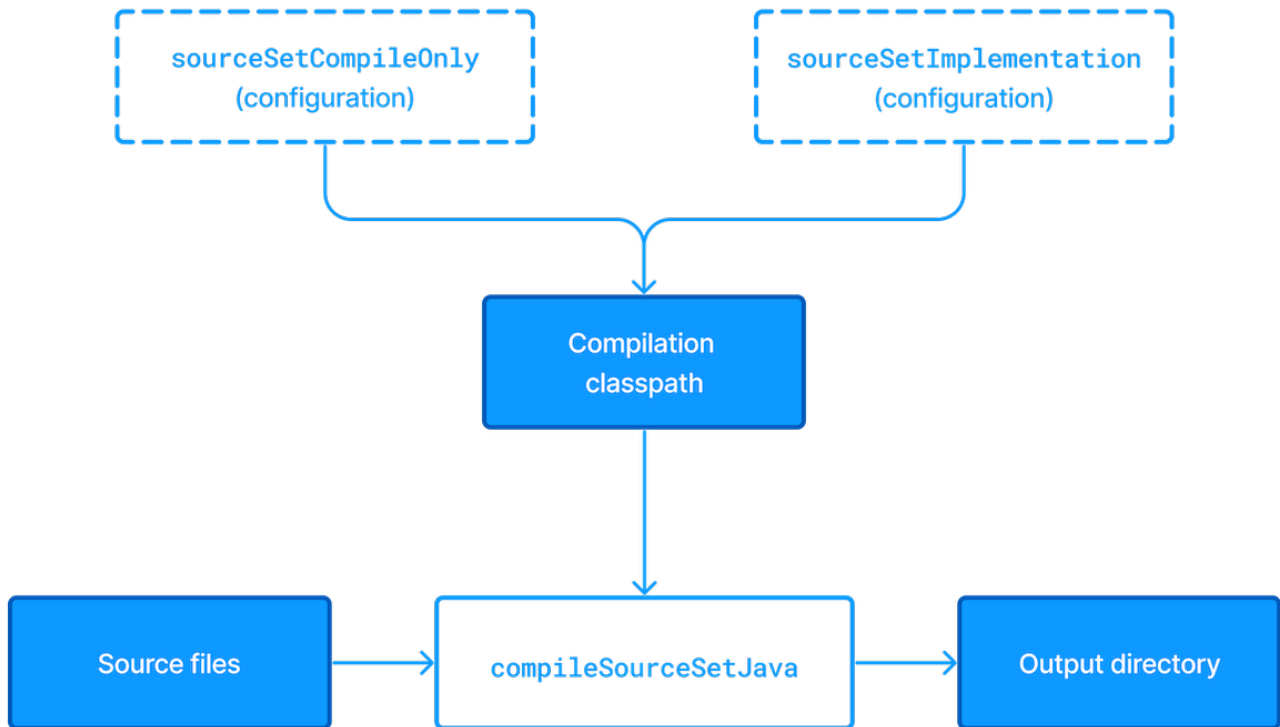 sourceSetCompileOnly
(configuration)
sourceSetImplementation
(configuration)
Compilation
classpath
Source files
compileSourceSetJava
Output directory